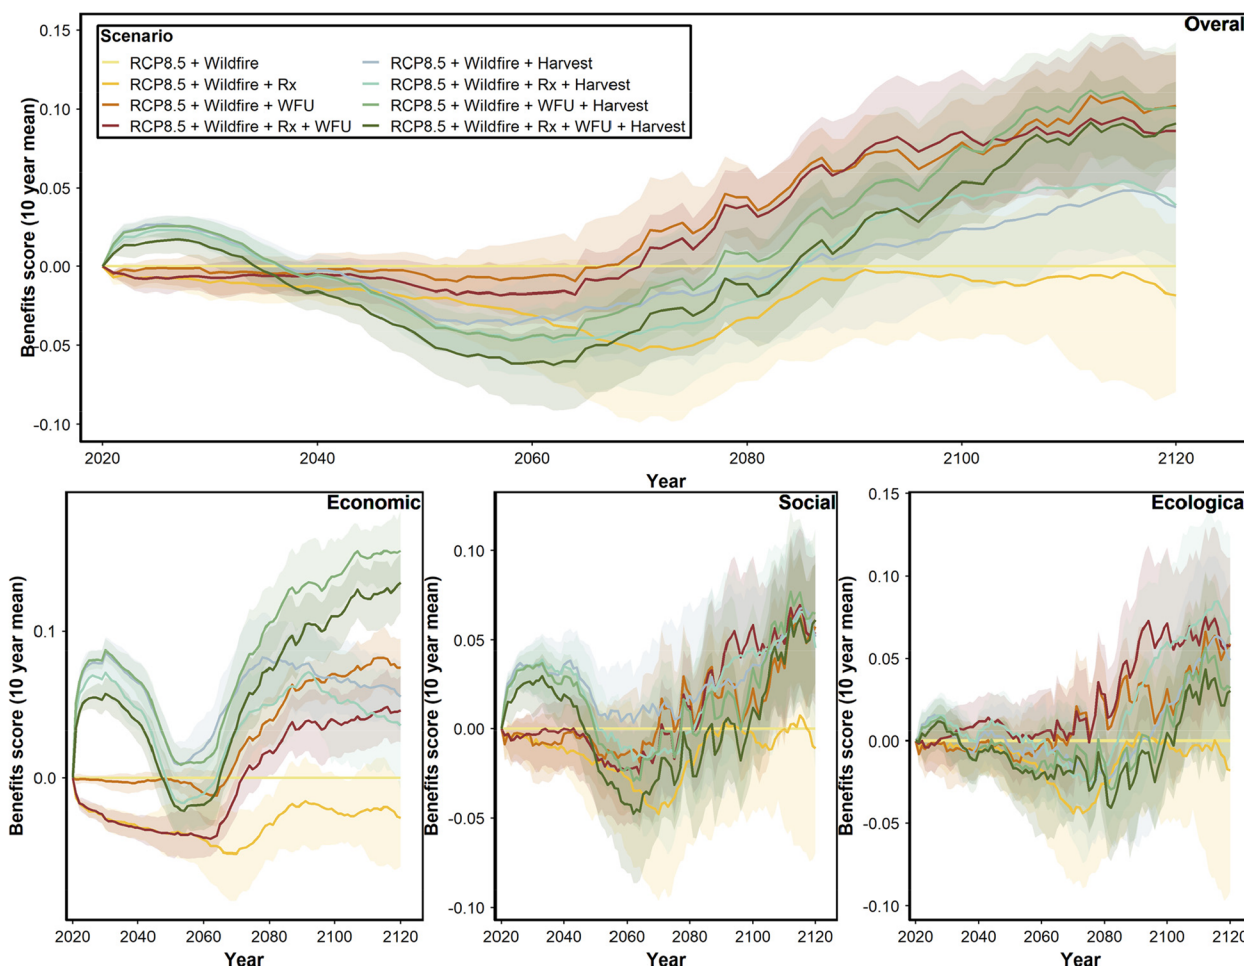 Overal
Scenario
RCP8.5 + Wildfire
RCP8.5 + Wildfire + Rx
RCP8.5 + Wildfire + WFU
RCP8.5 + Wildfire + Rx + WFU
RCP8.5 + Wildfire + Harvest
RCP8.5 + Wildfire + Rx + Harvest
RCP8.5 + Wildfire + WFU + Harvest
RCP8.5 + Wildfire + Rx + WFU + Harvest
Benefits score (10 year mean)
0.15
0.10
0.05
0.00
-0.05
-0.10
2020 2040 2060 2080 2100 2120
Year
Economic
Benefits score (10 year mean)
0.1
0.0
2020 2040 2060 2080 2100 2120
Year
Social
Benefits score (10 year mean)
0.10
0.05
0.00
-0.05
-0.10
2020 2040 2060 2080 2100 2120
Year
Ecologica
Benefits score (10 year mean)
0.15
0.10
0.05
0.00
-0.05
-0.10
2020 2040 2060 2080 2100 2120
Year